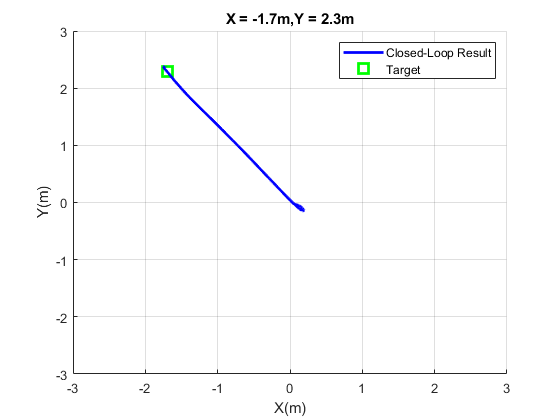 X = -1.7m,Y = 2.3m
Closed-Loop Result
Target
3
2
1
0
-1
-2
-3
Y(m)
-3
-2
-1
0
1
2
3
X(m)